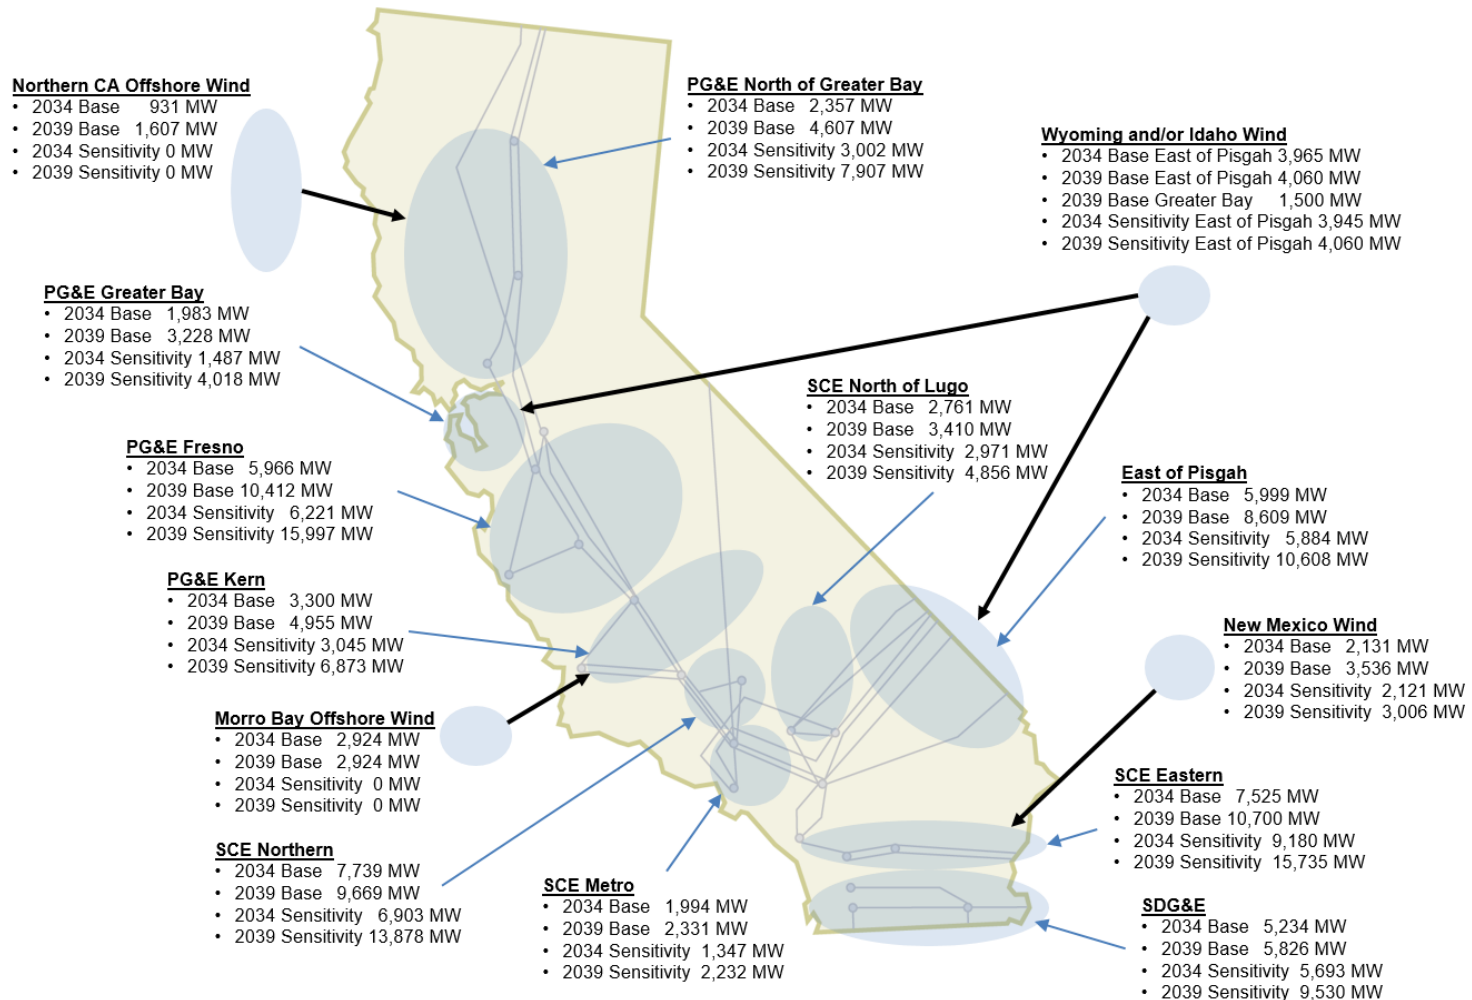 Northern CA Offshore Wind
• 2034 Base 931 MW
• 2039 Base 1,607 MW
• 2034 Sensitivity 0 MW
• 2039 Sensitivity 0 MW
PG&E North of Greater Bay
• 2034 Base 2,357 MW
• 2039 Base 4,607 MW
• 2034 Sensitivity 3,002 MW
• 2039 Sensitivity 7,907 MW
Wyoming and/or Idaho Wind
• 2034 Base East of Pisgah 3,965 MW
• 2039 Base East of Pisgah 4,060 MW
• 2039 Base Greater Bay 1,500 MW
• 2034 Sensitivity East of Pisgah 3,945 MW
• 2039 Sensitivity East of Pisgah 4,060 MW
PG&E Greater Bay
• 2034 Base 1,983 MW
• 2039 Base 3,228 MW
• 2034 Sensitivity 1,487 MW
• 2039 Sensitivity 4,018 MW
SCE North of Lugo
• 2034 Base 2,761 MW
• 2039 Base 3,410 MW
• 2034 Sensitivity 2,971 MW
• 2039 Sensitivity 4,856 MW
PG&E Fresno
• 2034 Base 5,966 MW
• 2039 Base 10,412 MW
• 2034 Sensitivity 6,221 MW
• 2039 Sensitivity 15,997 MW
East of Pisgah
• 2034 Base 5,999 MW
• 2039 Base 8,609 MW
• 2034 Sensitivity 5,884 MW
• 2039 Sensitivity 10,608 MW
PG&E Kern
• 2034 Base 3,300 MW
• 2039 Base 4,955 MW
• 2034 Sensitivity 3,045 MW
• 2039 Sensitivity 6,873 MW
New Mexico Wind
• 2034 Base 2,131 MW
• 2039 Base 3,536 MW
• 2034 Sensitivity 2,121 MW
• 2039 Sensitivity 3,006 MW
Morro Bay Offshore Wind
• 2034 Base 2,924 MW
• 2039 Base 2,924 MW
• 2034 Sensitivity 0 MW
• 2039 Sensitivity 0 MW
SCE Eastern
• 2034 Base 7,525 MW
• 2039 Base 10,700 MW
• 2034 Sensitivity 9,180 MW
• 2039 Sensitivity 15,735 MW
SCE Northern
• 2034 Base 7,739 MW
• 2039 Base 9,669 MW
• 2034 Sensitivity 6,903 MW
• 2039 Sensitivity 13,878 MW
SCE Metro
• 2034 Base 1,994 MW
• 2039 Base 2,331 MW
• 2034 Sensitivity 1,347 MW
• 2039 Sensitivity 2,232 MW
SDG&E
• 2034 Base 5,234 MW
• 2039 Base 5,826 MW
• 2034 Sensitivity 5,693 MW
• 2039 Sensitivity 9,530 MW